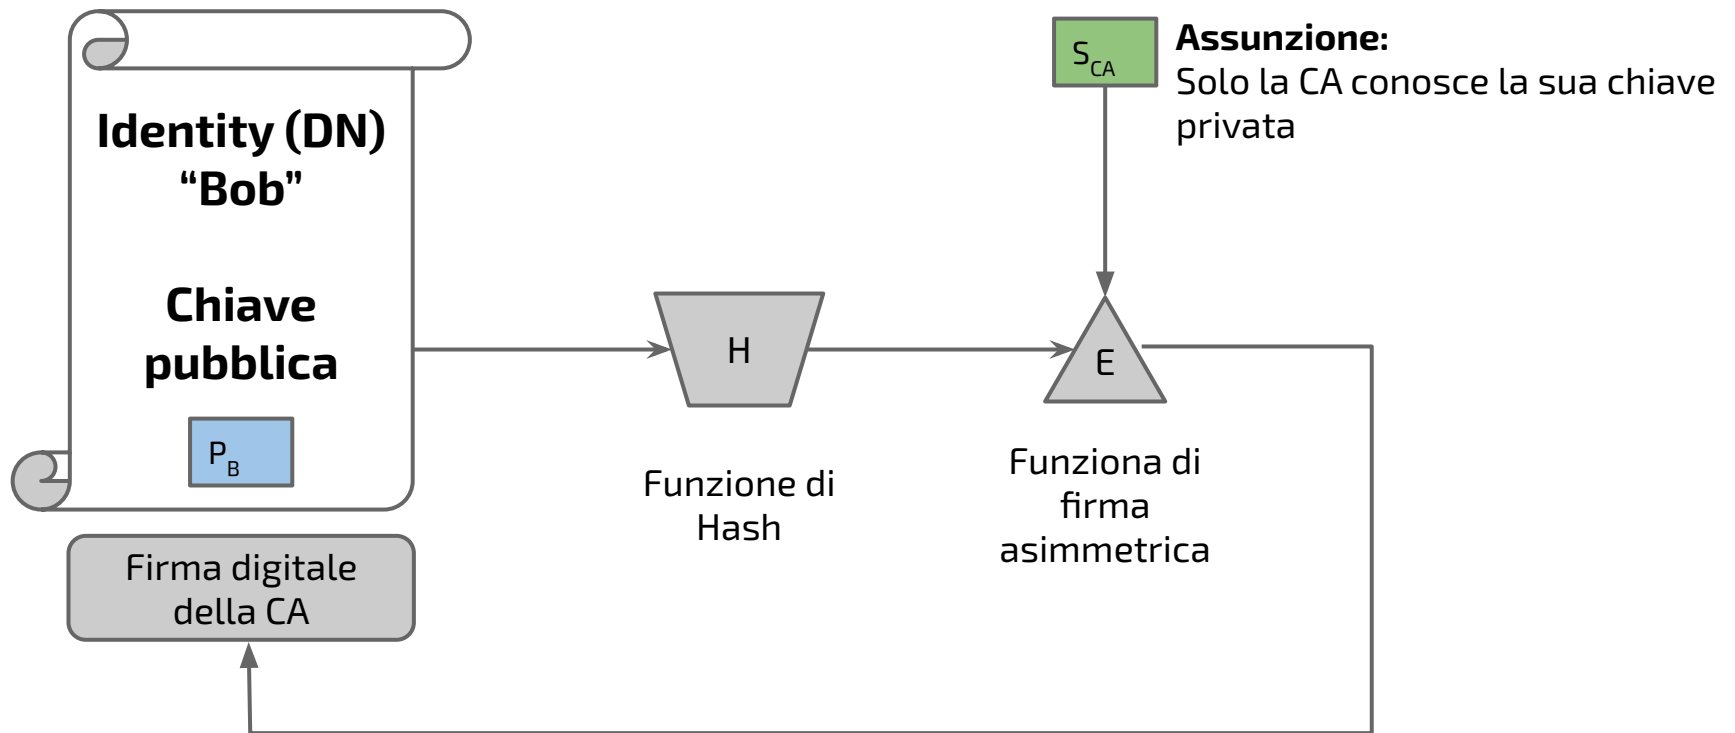 Identity (DN)
“Bob”
Chiave
pubblica
P_B
Firma digitale
della CA
H
Funzione di
Hash
S_CA
Assunzione:
Solo la CA conosce la sua chiave
privata
E
Funziona di
firma
asimmetrica